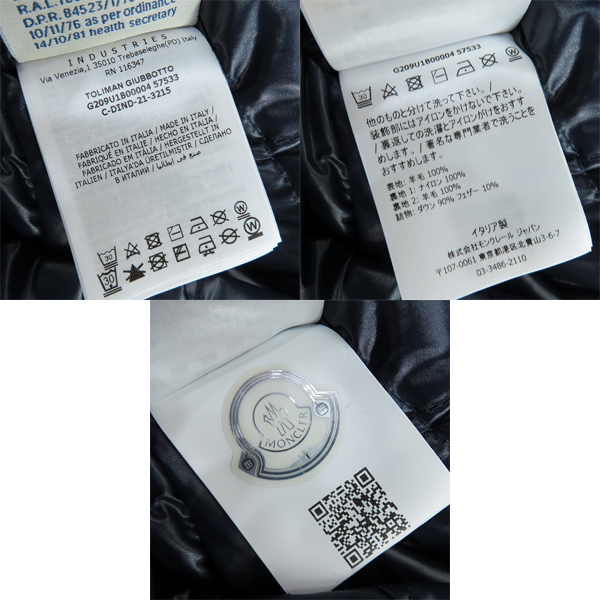 R.A.L.
D.P.R. 84523/1/
10/11/76 as per ordinance
14/10/81 health secretary
INDUSTRIES
Via Venezia,1 35010 Trebaseleghe(PD) Italy
RN 116347
TOLIMAN GIUBBOTTO
G209U1B00004 57533
C-DIND-21-3215
FABBRICATO IN ITALIA / MADE IN ITALY /
FABRIQUÉ EN ITALIE / HECHO EN ITALIA /
FABRICADO EM ITÁLIA / HERGESTELLT IN
ITALIEN / ITALYA'DA ÜRETILMIŞTIR / СДЕЛАНО
В ИТАЛИИ / صنع في إيطاليا
30
30
G209U1B00004 57533
30
他のものと分けて洗って下さい。/
装飾部にはアイロンをかけないで下さい。
/ 裏返しての洗濯とアイロンがけをおすす
めします。/ 著名な専門業者で洗うことを
おすすめします。
表地: 羊毛 100%
裏地 1: ナイロン 100%
裏地 2: 羊毛 100%
詰物: ダウン 90% フェザー 10%
イタリア製
株式会社モンクレール ジャパン
〒107-0061 東京都港区北青山3-6-7
03-3486-2110
MONCLER